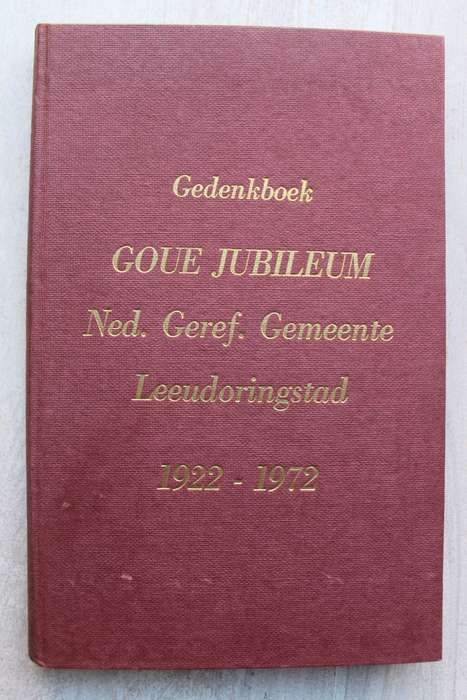 Gedenkboek
GOUE JUBILEUM
Ned. Geref. Gemeente
Leeudoringstad
1922 - 1972